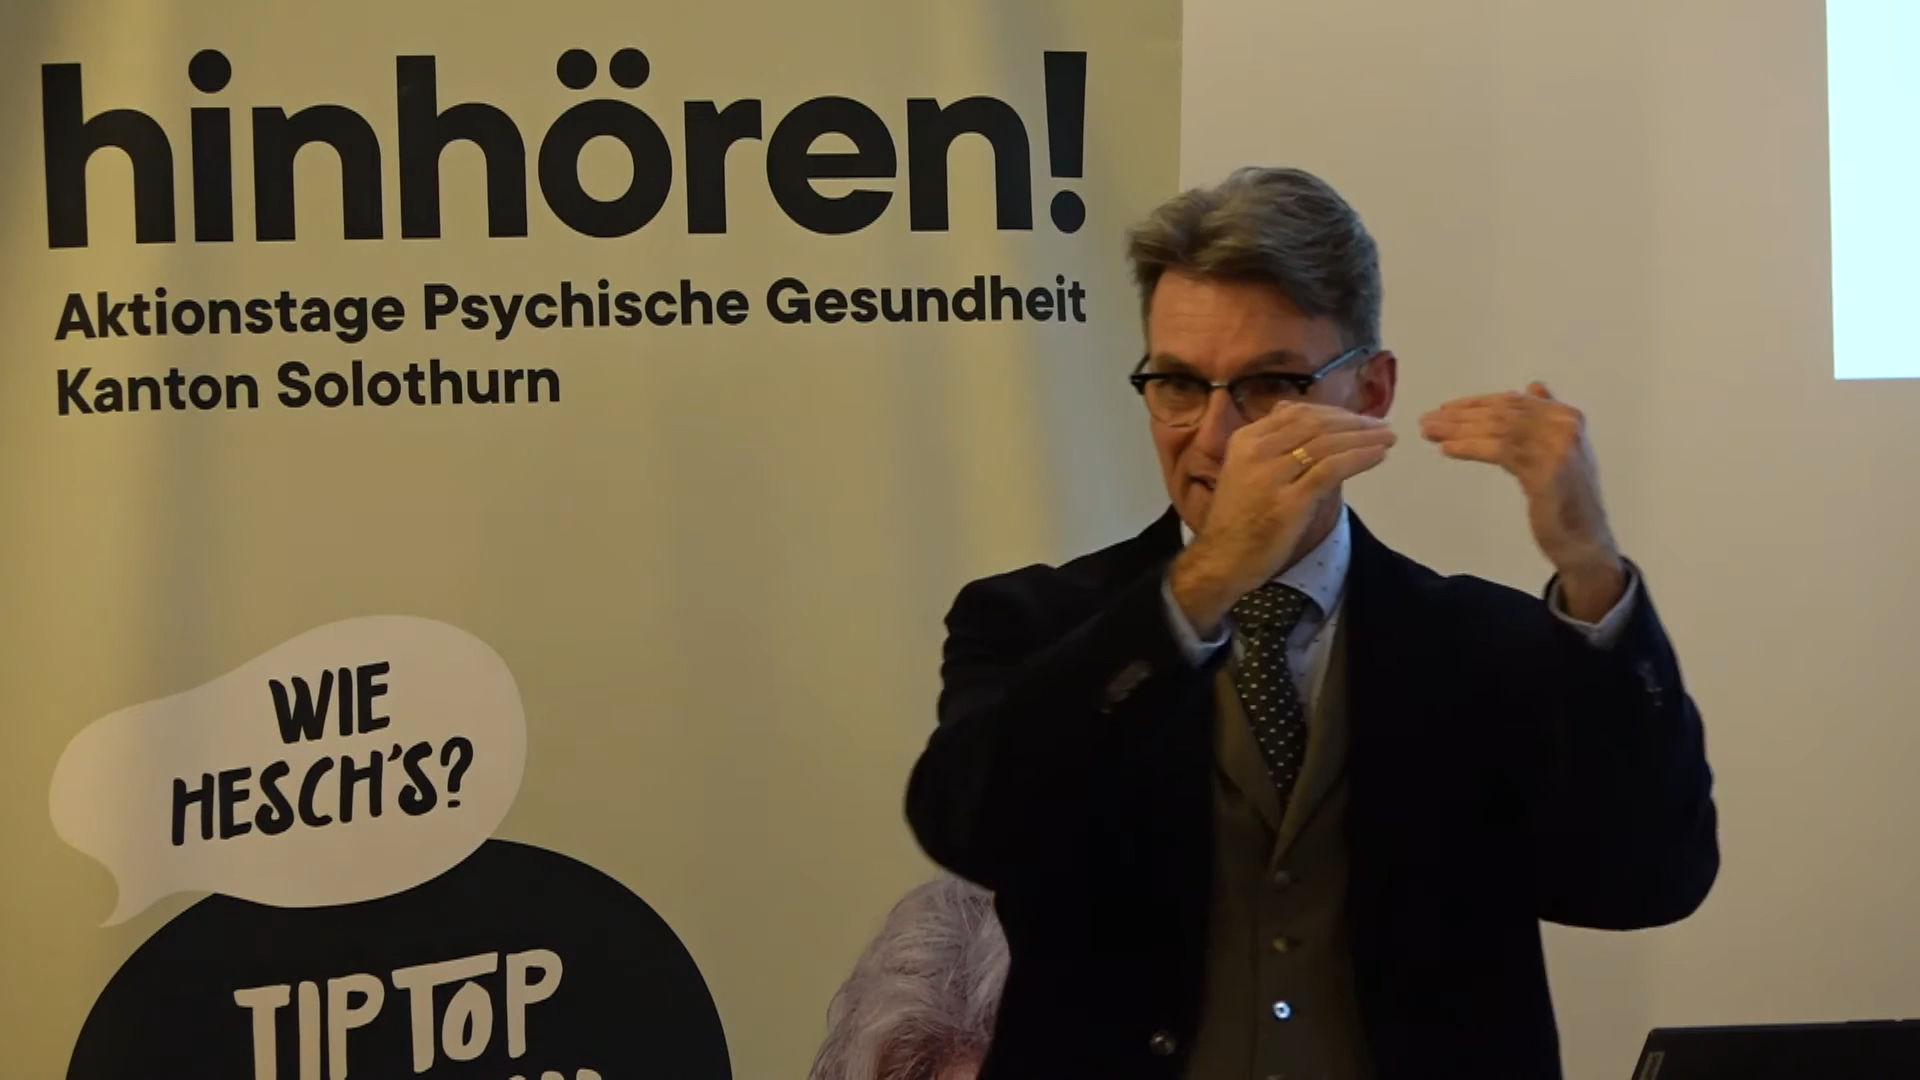 hinhören!
Aktionstage Psychische Gesundheit
Kanton Solothurn
WIE
HESCH'S?
TIPTOP